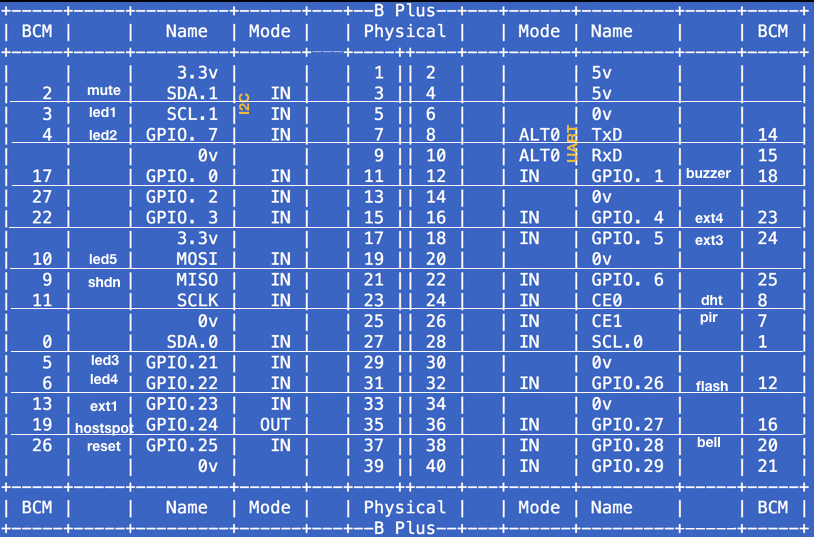 +-----+-----+---------+------+---+---B Plus--+---+------+---------+-----+-----+
| BCM | | Name | Mode | | Physical | | Mode | Name | | BCM |
+-----+-----+---------+------+---+----++----+---+------+---------+-----+-----+
| | | 3.3v | | | 1 || 2 | | | 5v | | |
| 2 | mute | SDA.1 | IN | | 3 || 4 | | | 5v | | |
I2C
| 3 | led1 | SCL.1 | IN | | 5 || 6 | | | 0v | | |
| 4 | led2 | GPIO. 7 | IN | | 7 || 8 | | ALT0 | TxD | | 14 |
UART
| | | 0v | | | 9 || 10 | | ALT0 | RxD | | 15 |
| 17 | | GPIO. 0 | IN | | 11 || 12 | | IN | GPIO. 1 | buzzer | 18 |
| 27 | | GPIO. 2 | IN | | 13 || 14 | | | 0v | | |
| 22 | | GPIO. 3 | IN | | 15 || 16 | | IN | GPIO. 4 | ext4 | 23 |
| | | 3.3v | | | 17 || 18 | | IN | GPIO. 5 | ext3 | 24 |
| 10 | led5 | MOSI | IN | | 19 || 20 | | | 0v | | |
| 9 | shdn | MISO | IN | | 21 || 22 | | IN | GPIO. 6 | | 25 |
| 11 | | SCLK | IN | | 23 || 24 | | IN | CE0 | dht | 8 |
| | | 0v | | | 25 || 26 | | IN | CE1 | pir | 7 |
| 0 | | SDA.0 | IN | | 27 || 28 | | IN | SCL.0 | | 1 |
| 5 | led3 | GPIO.21 | IN | | 29 || 30 | | | 0v | | |
| 6 | led4 | GPIO.22 | IN | | 31 || 32 | | IN | GPIO.26 | flash | 12 |
| 13 | ext1 | GPIO.23 | IN | | 33 || 34 | | | 0v | | |
| 19 | hostspot | GPIO.24 | OUT | | 35 || 36 | | IN | GPIO.27 | | 16 |
| 26 | reset | GPIO.25 | IN | | 37 || 38 | | IN | GPIO.28 | bell | 20 |
| | | 0v | | | 39 || 40 | | IN | GPIO.29 | | 21 |
+-----+-----+---------+------+---+----++----+---+------+---------+-----+-----+
| BCM | | Name | Mode | | Physical | | Mode | Name | | BCM |
+-----+-----+---------+------+---+---B Plus--+---+------+---------+-----+-----+